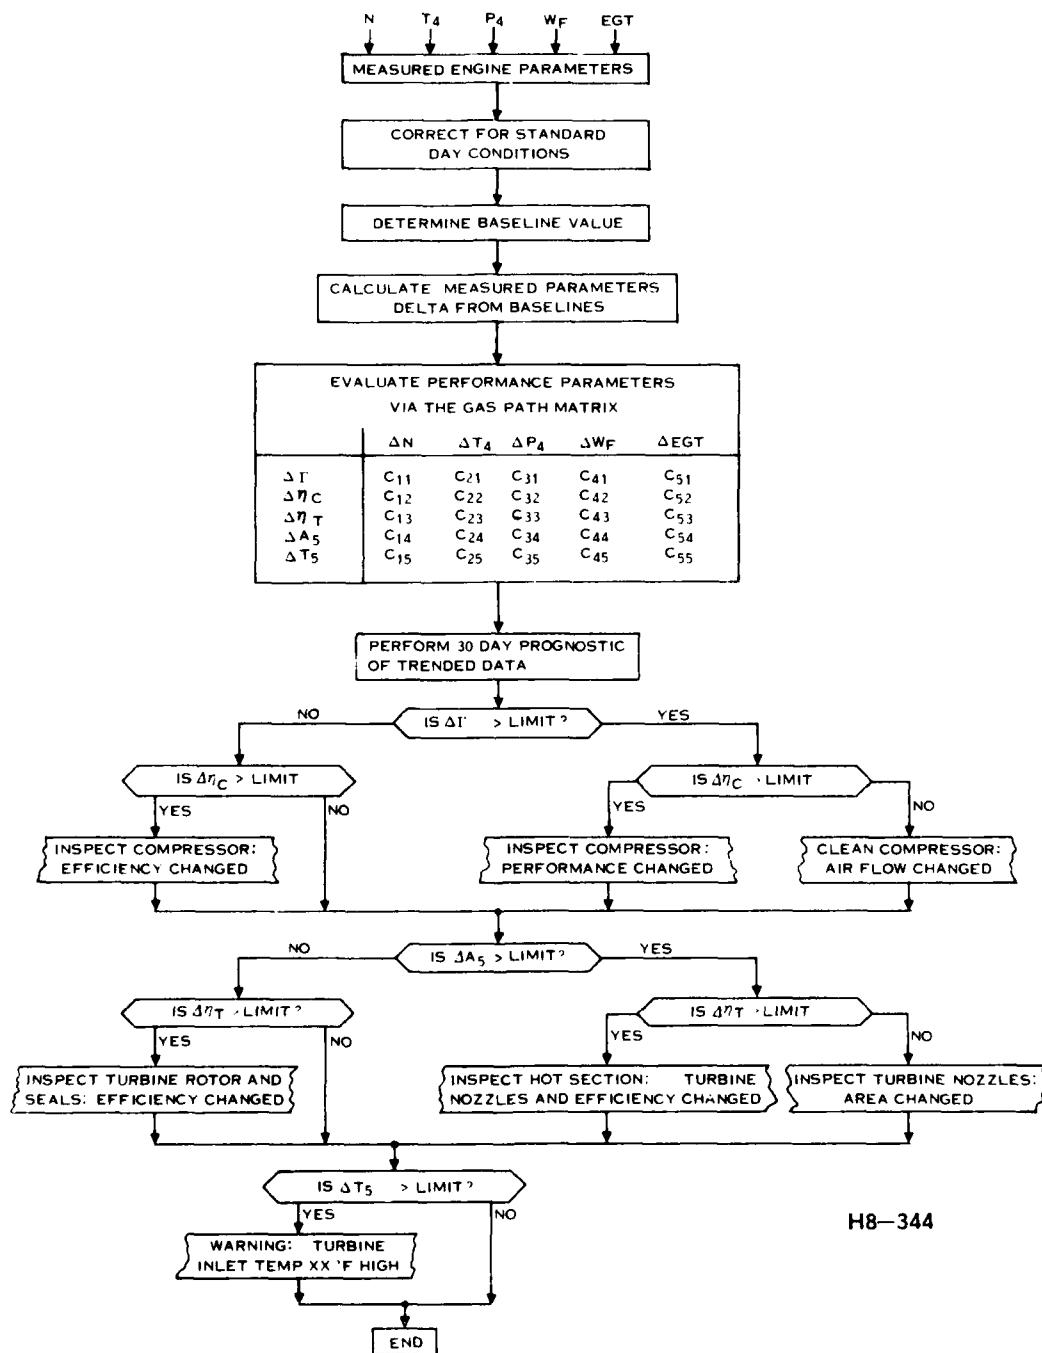 N T4 P4 WF EGT
MEASURED ENGINE PARAMETERS
CORRECT FOR STANDARD
DAY CONDITIONS
DETERMINE BASELINE VALUE
CALCULATE MEASURED PARAMETERS
DELTA FROM BASELINES
EVALUATE PERFORMANCE PARAMETERS
VIA THE GAS PATH MATRIX
ΔN ΔT4 ΔP4 ΔWF ΔEGT
ΔΓ C11 C21 C31 C41 C51
ΔηC C12 C22 C32 C42 C52
ΔηT C13 C23 C33 C43 C53
ΔA5 C14 C24 C34 C44 C54
ΔT5 C15 C25 C35 C45 C55
PERFORM 30 DAY PROGNOSTIC
OF TRENDED DATA
NO IS ΔΓ > LIMIT? YES
IS ΔηC > LIMIT
IS ΔηC > LIMIT
YES NO YES NO
INSPECT COMPRESSOR:
EFFICIENCY CHANGED
INSPECT COMPRESSOR:
PERFORMANCE CHANGED
CLEAN COMPRESSOR:
AIR FLOW CHANGED
NO IS ΔA5 > LIMIT? YES
IS ΔηT > LIMIT?
IS ΔηT > LIMIT
YES NO YES NO
INSPECT TURBINE ROTOR AND
SEALS: EFFICIENCY CHANGED
INSPECT HOT SECTION: TURBINE
NOZZLES AND EFFICIENCY CHANGED
INSPECT TURBINE NOZZLES:
AREA CHANGED
IS ΔT5 > LIMIT?
YES NO
WARNING: TURBINE
INLET TEMP XX °F HIGH
H8-344
END